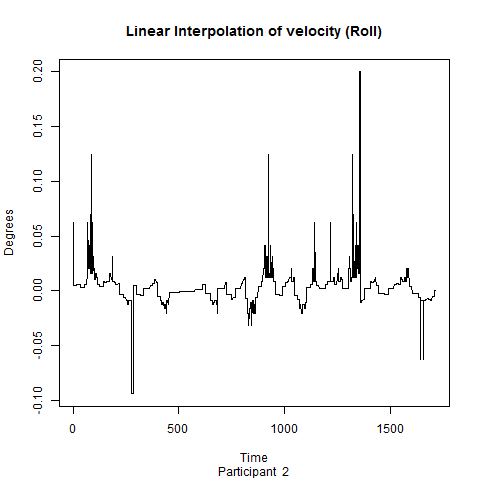 Linear Interpolation of velocity (Roll)
Degrees
0.20
0.15
0.10
0.05
0.00
-0.05
-0.10
0
500
1000
1500
Time
Participant 2